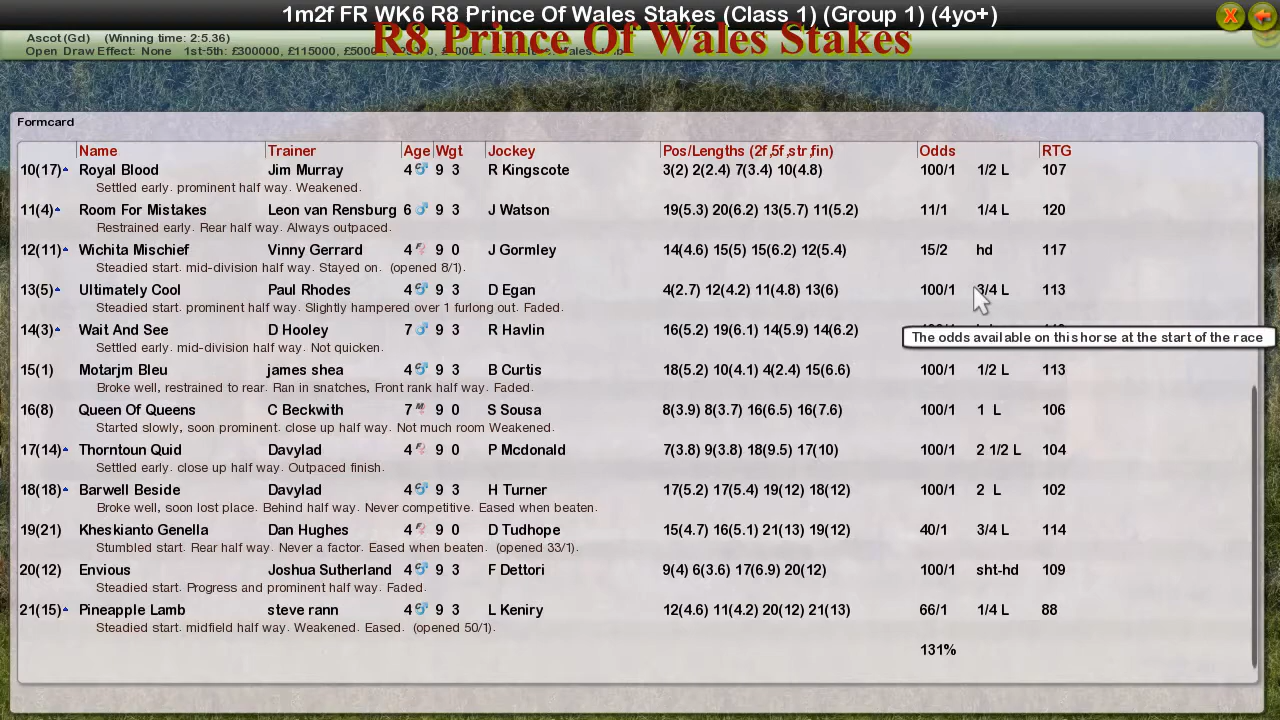 1m2f FR WK6 R8 Prince Of Wales Stakes (Class 1) (Group 1) (4yo+)
R8 Prince Of Wales Stakes
Ascot(Gd) (Winning time: 2:5.36)
Open Draw Effect: None 1st-5th: £300000, £115000,
Formcard
Name Trainer Age Wgt Jockey Pos/Lengths (2f,5f,str,fin) Odds RTG
10(17) Royal Blood Jim Murray 4 9 3 R Kingscote 3(2) 2(2.4) 7(3.4) 10(4.8) 100/1 1/2 L 107
Settled early. prominent half way. Weakened.
11(4) Room For Mistakes Leon van Rensburg 6 9 3 J Watson 19(5.3) 20(6.2) 13(5.7) 11(5.2) 11/1 1/4 L 120
Restrained early. Rear half way. Always outpaced.
12(11) Wichita Mischief Vinny Gerrard 4 9 0 J Gormley 14(4.6) 15(5) 15(6.2) 12(5.4) 15/2 hd 117
Steadied start. mid-division half way. Stayed on. (opened 8/1).
13(5) Ultimately Cool Paul Rhodes 4 9 3 D Egan 4(2.7) 12(4.2) 11(4.8) 13(6) 100/1 3/4 L 113
Steadied start. prominent half way. Slightly hampered over 1 furlong out. Faded.
14(3) Wait And See D Hooley 7 9 3 R Havlin 16(5.2) 19(6.1) 14(5.9) 14(6.2)
The odds available on this horse at the start of the race
Settled early. mid-division half way. Not quicken.
15(1) Motarjm Bleu james shea 4 9 3 B Curtis 18(5.2) 10(4.1) 4(2.4) 15(6.6) 100/1 1/2 L 113
Broke well, restrained to rear. Ran in snatches, Front rank half way. Faded.
16(8) Queen Of Queens C Beckwith 7 9 0 S Sousa 8(3.9) 8(3.7) 16(6.5) 16(7.6) 100/1 1 L 106
Started slowly, soon prominent. close up half way. Not much room Weakened.
17(14) Thorntoun Quid Davylad 4 9 0 P Mcdonald 7(3.8) 9(3.8) 18(9.5) 17(10) 100/1 2 1/2 L 104
Settled early. close up half way. Outpaced finish.
18(18) Barwell Beside Davylad 4 9 3 H Turner 17(5.2) 17(5.4) 19(12) 18(12) 100/1 2 L 102
Broke well, soon lost place. Behind half way. Never competitive. Eased when beaten.
19(21) Kheskianto Genella Dan Hughes 4 9 0 D Tudhope 15(4.7) 16(5.1) 21(13) 19(12) 40/1 3/4 L 114
Stumbled start. Rear half way. Never a factor. Eased when beaten. (opened 33/1).
20(12) Envious Joshua Sutherland 4 9 3 F Dettori 9(4) 6(3.6) 17(6.9) 20(12) 100/1 sht-hd 109
Steadied start. Progress and prominent half way. Faded.
21(15) Pineapple Lamb steve rann 4 9 3 L Keniry 12(4.6) 11(4.2) 20(12) 21(13) 66/1 1/4 L 88
Steadied start. midfield half way. Weakened. Eased. (opened 50/1).
131%